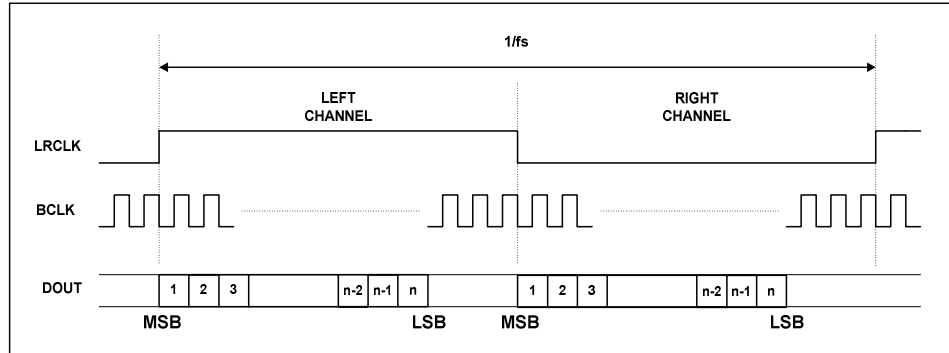 1/fs
LEFT
CHANNEL
RIGHT
CHANNEL
LRCLK
BCLK
DOUT
1 2 3 n-2 n-1 n 1 2 3 n-2 n-1 n
MSB LSB MSB LSB